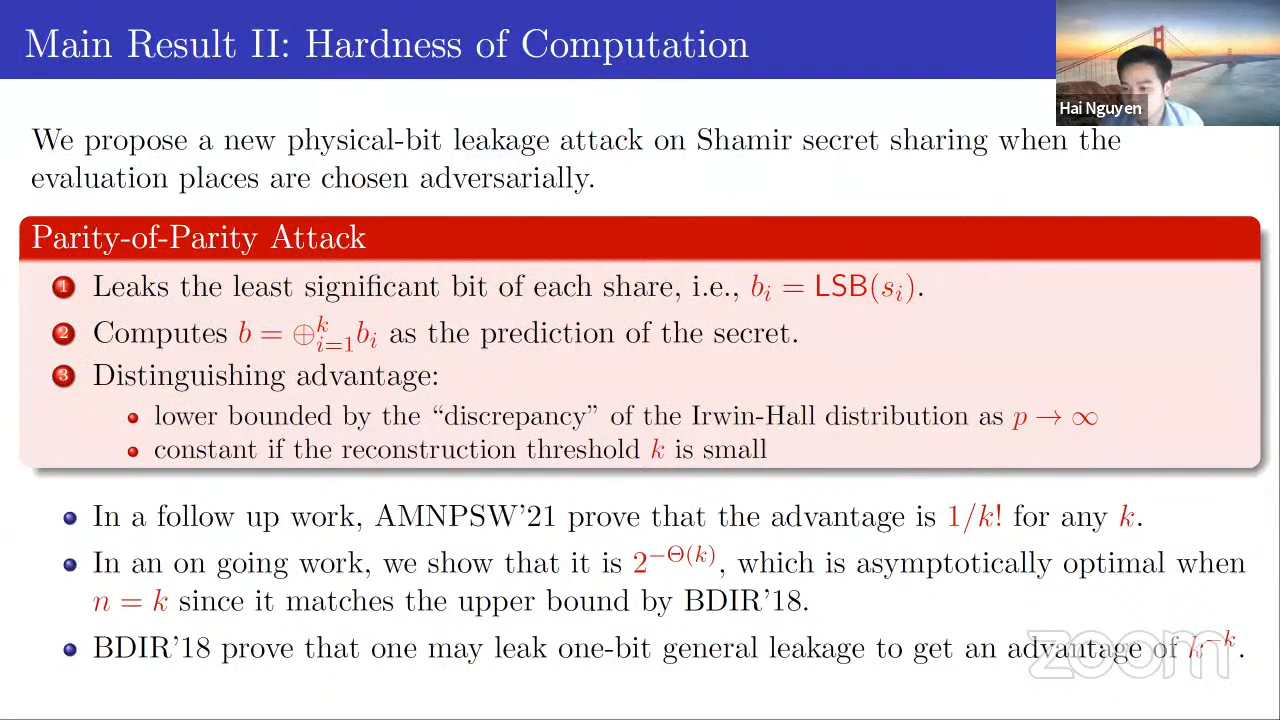 Main Result II: Hardness of Computation
Hai Nguyen
We propose a new physical-bit leakage attack on Shamir secret sharing when the
evaluation places are chosen adversarially.
Parity-of-Parity Attack
1 Leaks the least significant bit of each share, i.e., b_i = LSB(s_i).
2 Computes b = ⊕_{i=1}^k b_i as the prediction of the secret.
3 Distinguishing advantage:
lower bounded by the “discrepancy” of the Irwin-Hall distribution as p → ∞
constant if the reconstruction threshold k is small
In a follow up work, AMNPSW'21 prove that the advantage is 1/k! for any k.
In an on going work, we show that it is 2^{−Θ(k)}, which is asymptotically optimal when
n = k since it matches the upper bound by BDIR'18.
BDIR'18 prove that one may leak one-bit general leakage to get an advantage of k^{−k}.
zoom